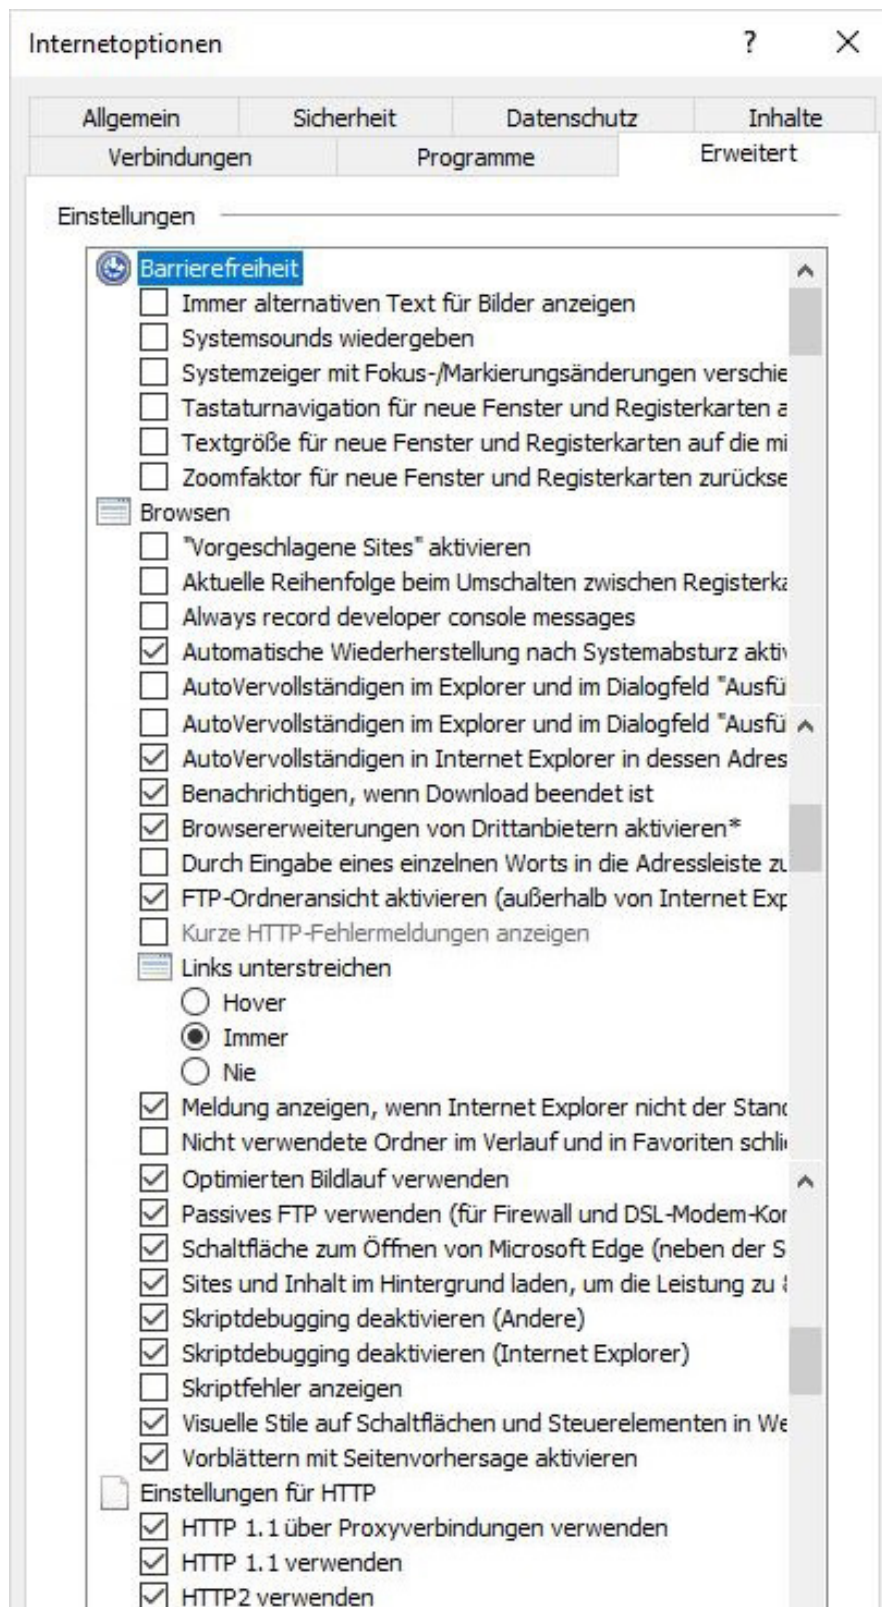 Internetoptionen ?
Allgemein Sicherheit Datenschutz Inhalte
Verbindungen Programme Erweitert
Einstellungen
Barrierefreiheit
Immer alternativen Text für Bilder anzeigen
Systemsounds wiedergeben
Systemzeiger mit Fokus-/Markierungsänderungen verschie
Tastaturnavigation für neue Fenster und Registerkarten a
Textgröße für neue Fenster und Registerkarten auf die mi
Zoomfaktor für neue Fenster und Registerkarten zurückse
Browsen
"Vorgeschlagene Sites" aktivieren
Aktuelle Reihenfolge beim Umschalten zwischen Registerka
Always record developer console messages
Automatische Wiederherstellung nach Systemabsturz aktiv
AutoVervollständigen im Explorer und im Dialogfeld "Ausfü
AutoVervollständigen im Explorer und im Dialogfeld "Ausfü
AutoVervollständigen in Internet Explorer in dessen Adres
Benachrichtigen, wenn Download beendet ist
Browsererweiterungen von Drittanbietern aktivieren*
Durch Eingabe eines einzelnen Worts in die Adressleiste zu
FTP-Ordneransicht aktivieren (außerhalb von Internet Exp
Kurze HTTP-Fehlermeldungen anzeigen
Links unterstreichen
Hover
Immer
Nie
Meldung anzeigen, wenn Internet Explorer nicht der Stand
Nicht verwendete Ordner im Verlauf und in Favoriten schlie
Optimierten Bildlauf verwenden
Passives FTP verwenden (für Firewall und DSL-Modem-Kon
Schaltfläche zum Öffnen von Microsoft Edge (neben der S
Sites und Inhalt im Hintergrund laden, um die Leistung zu
Skriptdebugging deaktivieren (Andere)
Skriptdebugging deaktivieren (Internet Explorer)
Skriptfehler anzeigen
Visuelle Stile auf Schaltflächen und Steuerelementen in We
Vorblättern mit Seitenvorhersage aktivieren
Einstellungen für HTTP
HTTP 1.1 über Proxyverbindungen verwenden
HTTP 1.1 verwenden
HTTP2 verwenden